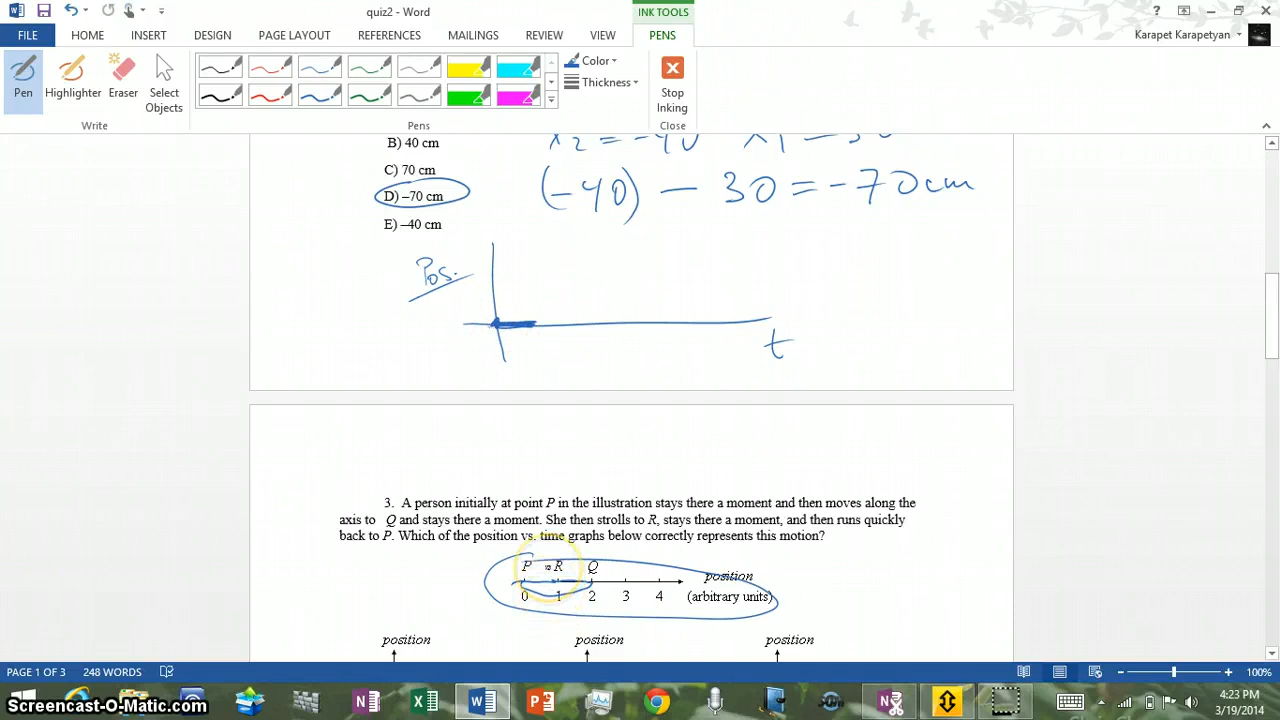 quiz2 - Word
INK TOOLS
FILE HOME INSERT DESIGN PAGE LAYOUT REFERENCES MAILINGS REVIEW VIEW PENS
Karapet Karapetyan
Pen Highlighter Eraser Select Objects
Color
Thickness
Stop Inking
Write Pens Close
B) 40 cm
x2 = -40 x1 = 30
C) 70 cm
D) –70 cm
(-40) - 30 = -70cm
E) –40 cm
Pos.
t
3. A person initially at point P in the illustration stays there a moment and then moves along the
axis to Q and stays there a moment. She then strolls to R, stays there a moment, and then runs quickly
back to P. Which of the position vs. time graphs below correctly represents this motion?
P R Q
position
0 1 2 3 4 (arbitrary units)
position position position
PAGE 1 OF 3 248 WORDS
100%
Screencast-O-Matic.com
4:23 PM
3/19/2014